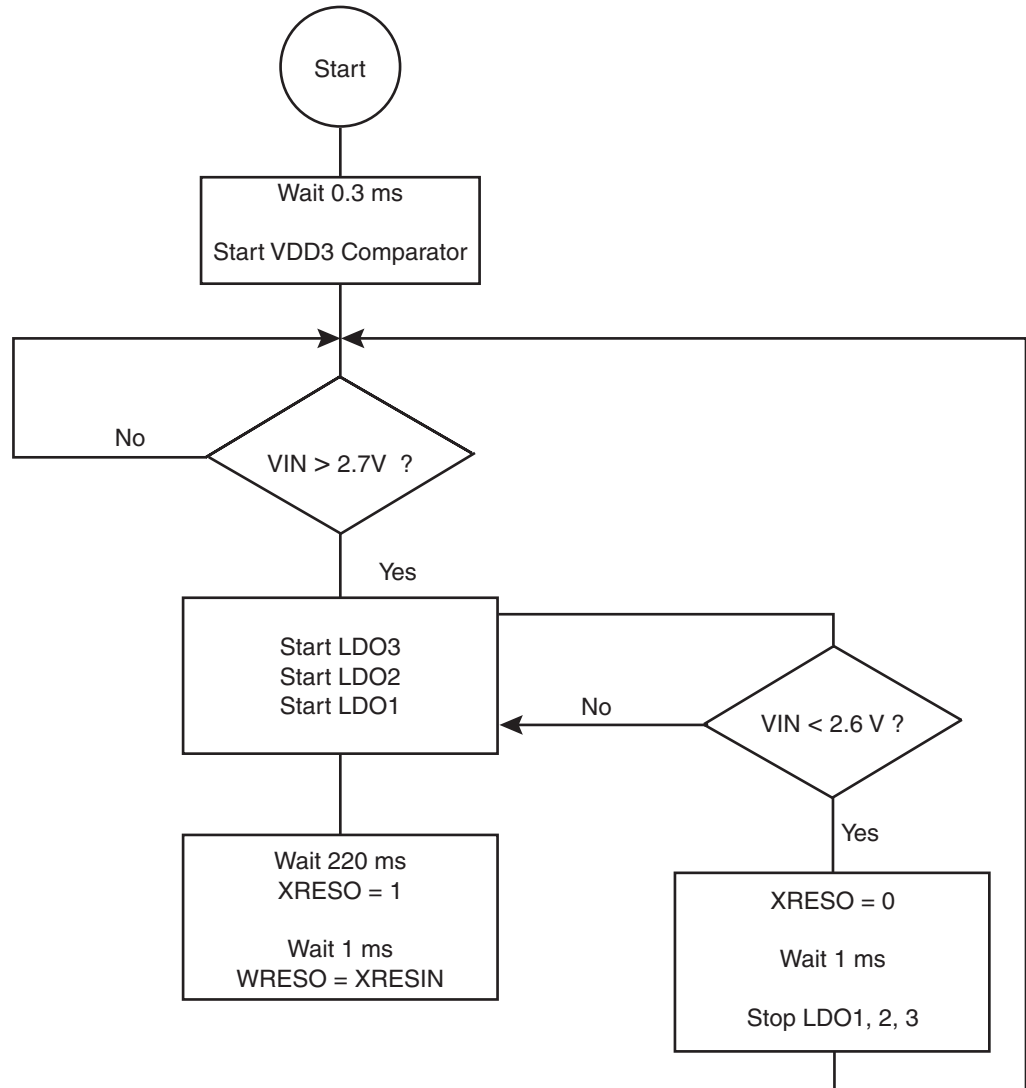 Start
Wait 0.3 ms
Start VDD3 Comparator
No
VIN > 2.7V ?
Yes
Start LDO3
Start LDO2
Start LDO1
No
VIN < 2.6 V ?
Yes
Wait 220 ms
XRESO = 1
Wait 1 ms
WRESO = XRESIN
XRESO = 0
Wait 1 ms
Stop LDO1, 2, 3